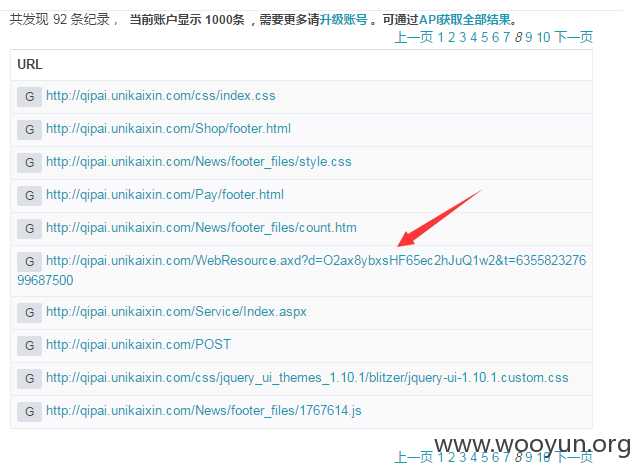 共发现 92 条纪录， 当前账户显示 1000条 ，需要更多请升级账号 。可通过API获取全部结果。
上一页 1 2 3 4 5 6 7 8 9 10 下一页
URL
G http://qipai.unikaixin.com/css/index.css
G http://qipai.unikaixin.com/Shop/footer.html
G http://qipai.unikaixin.com/News/footer_files/style.css
G http://qipai.unikaixin.com/Pay/footer.html
G http://qipai.unikaixin.com/News/footer_files/count.htm
G http://qipai.unikaixin.com/WebResource.axd?d=O2ax8ybxsHF65ec2hJuQ1w2&t=6355823276
99687500
G http://qipai.unikaixin.com/Service/Index.aspx
G http://qipai.unikaixin.com/POST
G http://qipai.unikaixin.com/css/jquery_ui_themes_1.10.1/blitzer/jquery-ui-1.10.1.custom.css
G http://qipai.unikaixin.com/News/footer_files/1767614.js
www.wooyun.org
上一页 1 2 3 4 5 6 7 8 9 10 下一页